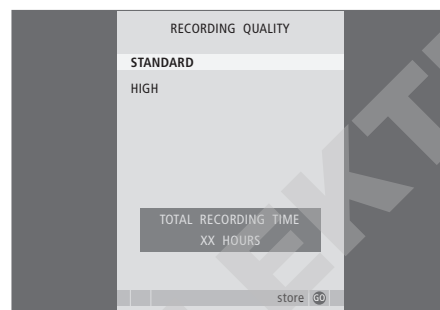 RECORDING QUALITY
STANDARD
HIGH
TOTAL RECORDING TIME
XX HOURS
store GO